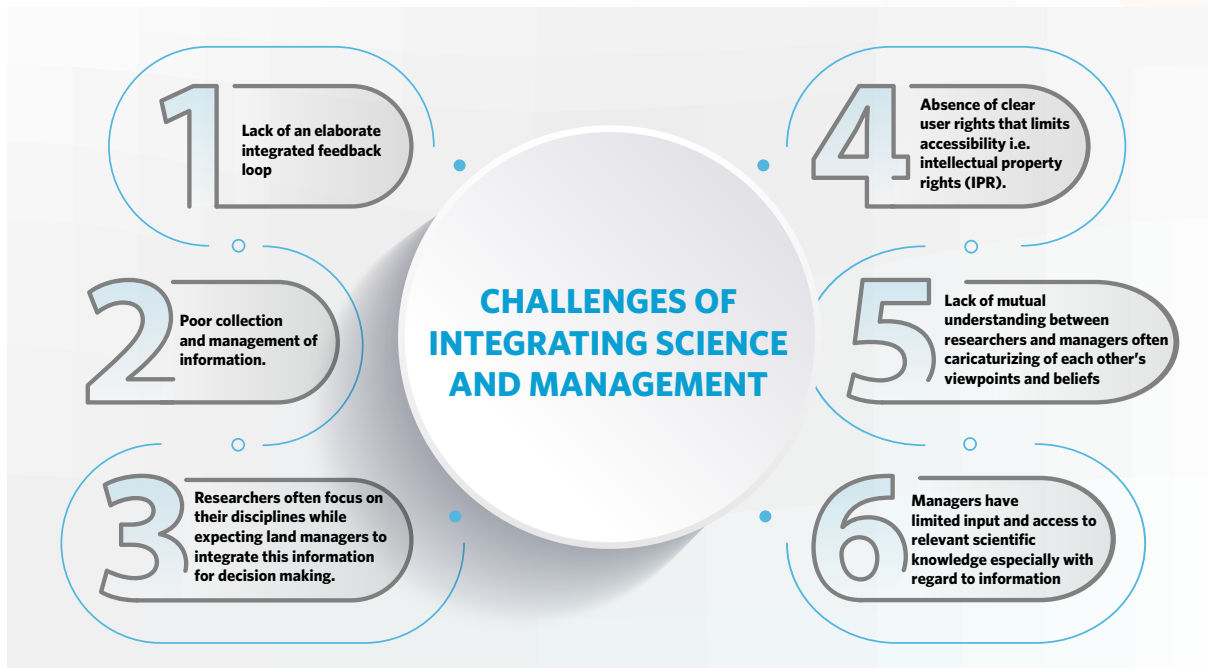 1
Lack of an elaborate
integrated feedback
loop
2
Poor collection
and management of
information.
3
Researchers often focus on
their disciplines while
expecting land managers to
integrate this information
for decision making.
CHALLENGES OF
INTEGRATING SCIENCE
AND MANAGEMENT
4
Absence of clear
user rights that limits
accessibility i.e.
intellectual property
rights (IPR).
5
Lack of mutual
understanding between
researchers and managers often
caricaturizing of each other’s
viewpoints and beliefs
6
Managers have
limited input and access to
relevant scientific
knowledge especially with
regard to information